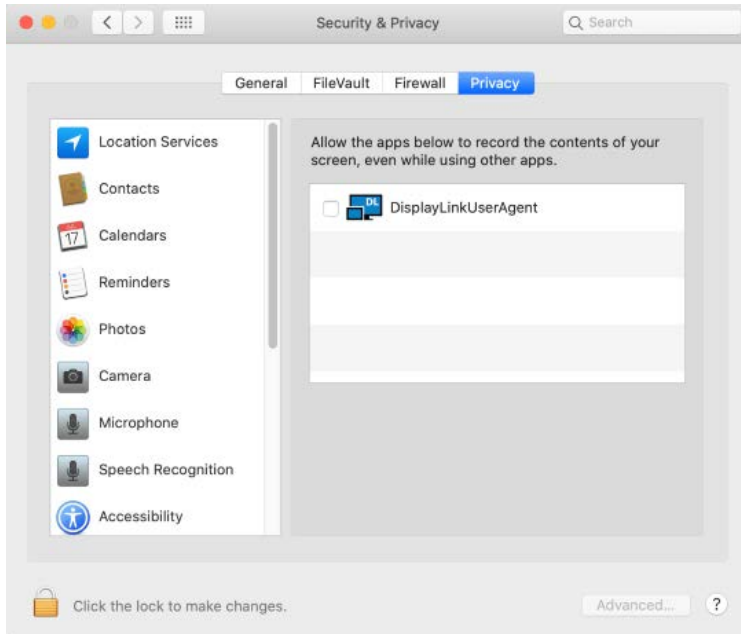 Security & Privacy
Search
General
FileVault
Firewall
Privacy
Location Services
Contacts
17
Calendars
Reminders
Photos
Camera
Microphone
Speech Recognition
Accessibility
Allow the apps below to record the contents of your
screen, even while using other apps.
DL
DisplayLinkUserAgent
Click the lock to make changes.
Advanced...
?